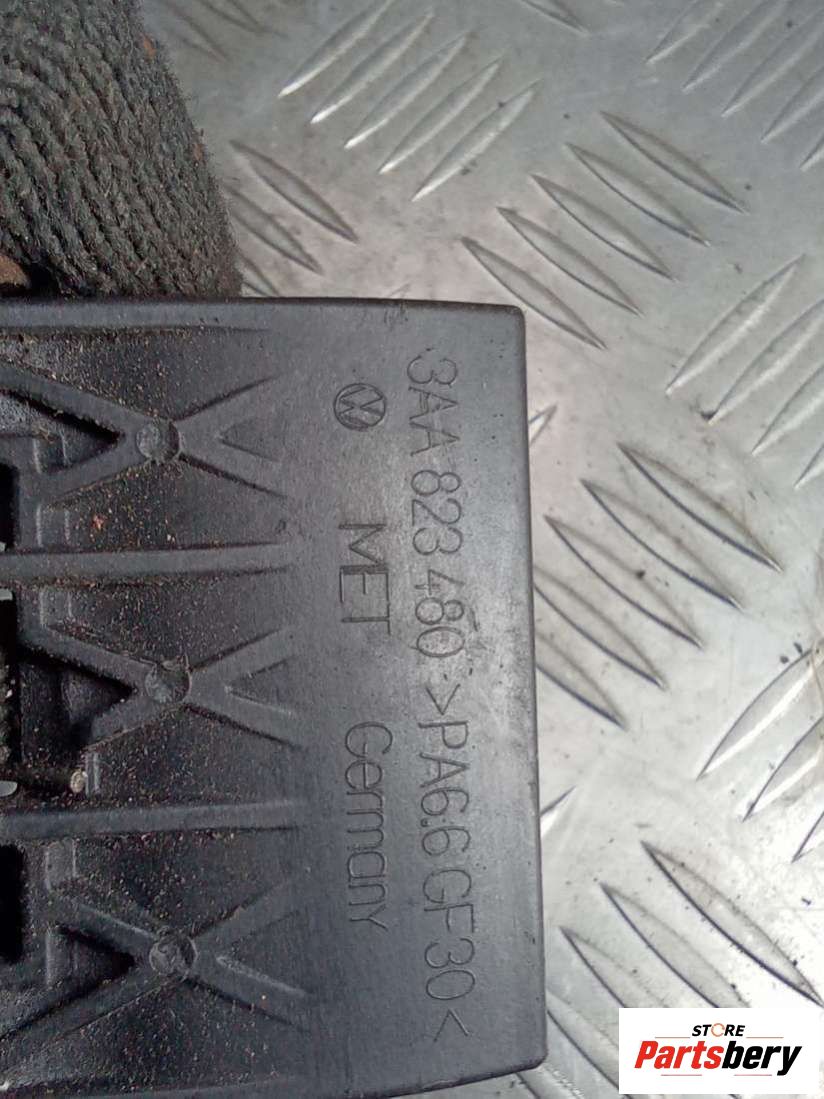 3AA 823 480 >PA6.6 GF30<
MET Germany
STORE
Partsbery